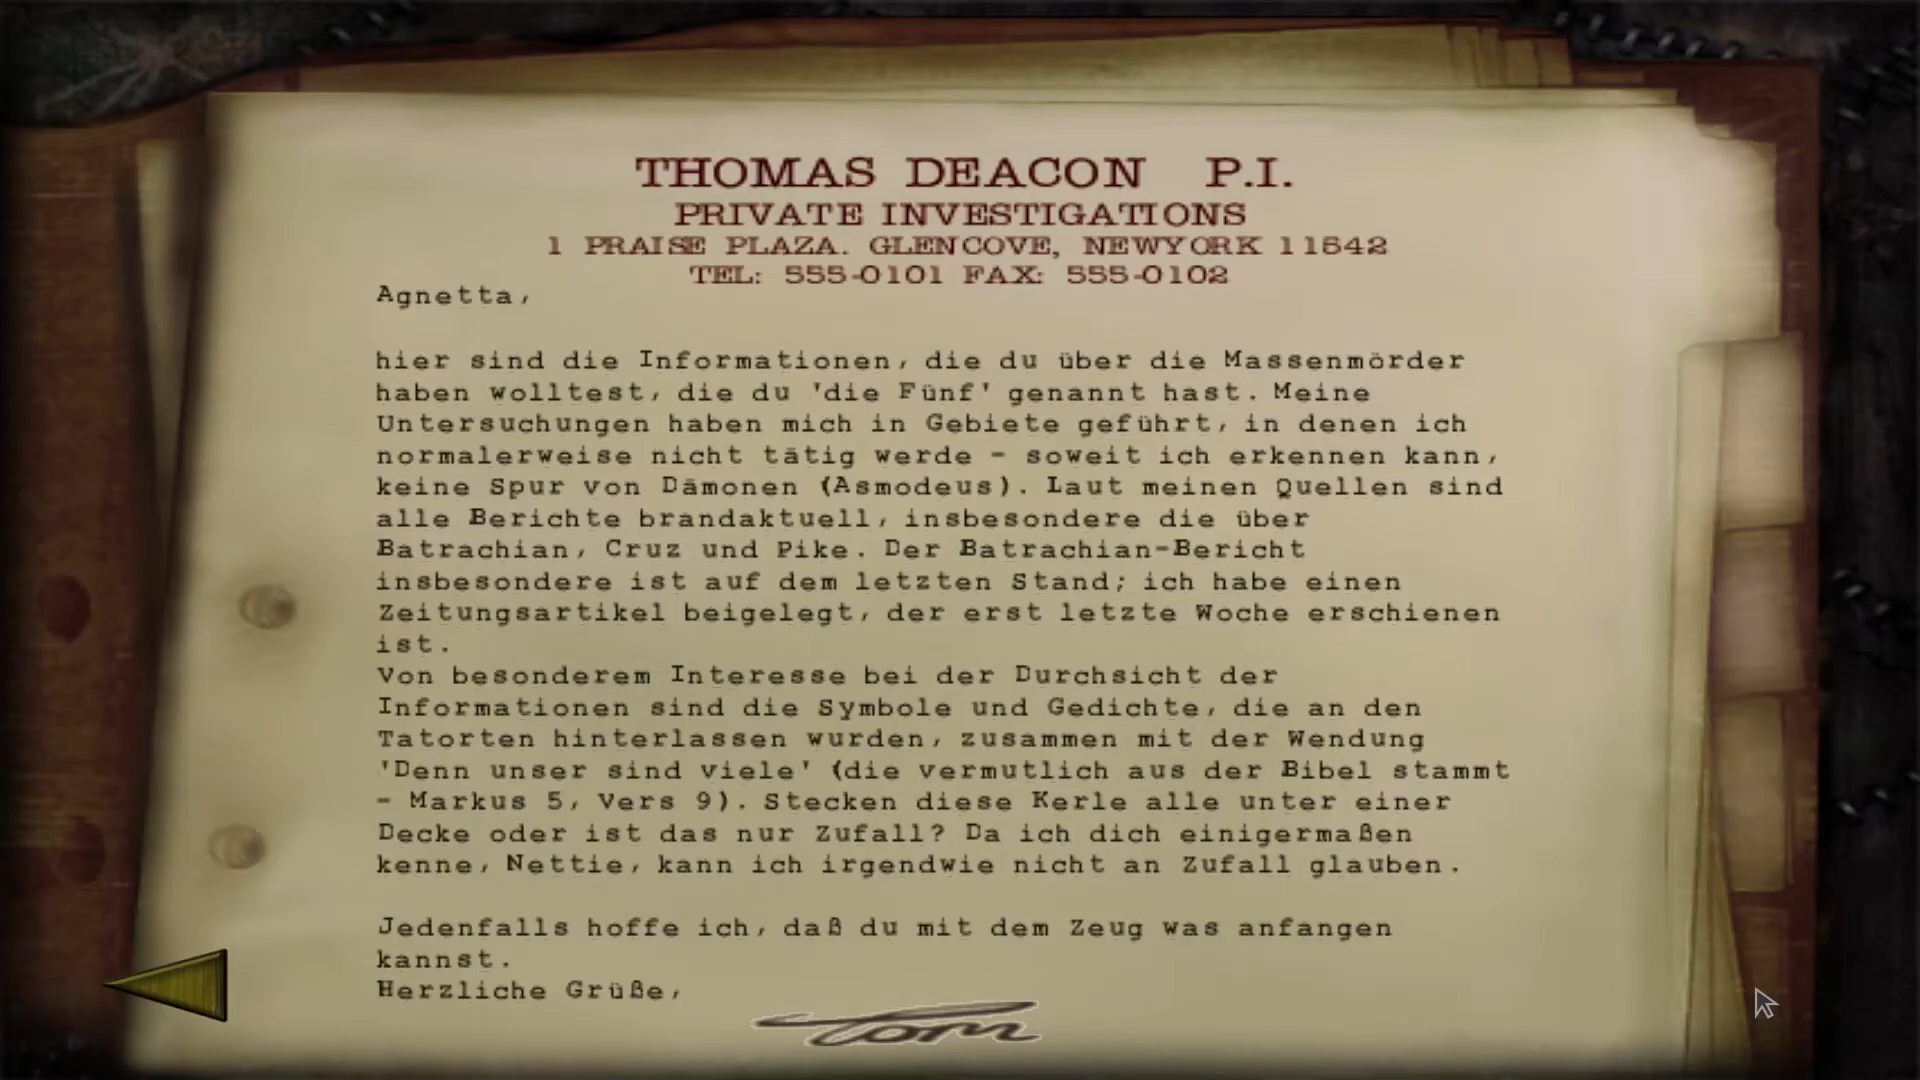 THOMAS DEACON P.I.
PRIVATE INVESTIGATIONS
1 PRAISE PLAZA. GLENCOVE, NEWYORK 11542
TEL: 555-0101 FAX: 555-0102
Agnetta,
hier sind die Informationen, die du über die Massenmörder
haben wolltest, die du 'die Fünf' genannt hast. Meine
Untersuchungen haben mich in Gebiete geführt, in denen ich
normalerweise nicht tätig werde - soweit ich erkennen kann,
keine Spur von Dämonen (Asmodeus). Laut meinen Quellen sind
alle Berichte brandaktuell, insbesondere die über
Batrachian, Cruz und Pike. Der Batrachian-Bericht
insbesondere ist auf dem letzten Stand; ich habe einen
Zeitungsartikel beigelegt, der erst letzte Woche erschienen
ist.
Von besonderem Interesse bei der Durchsicht der
Informationen sind die Symbole und Gedichte, die an den
Tatorten hinterlassen wurden, zusammen mit der Wendung
'Denn unser sind viele' (die vermutlich aus der Bibel stammt
- Markus 5, Vers 9). Stecken diese Kerle alle unter einer
Decke oder ist das nur Zufall? Da ich dich einigermaßen
kenne, Nettie, kann ich irgendwie nicht an Zufall glauben.
Jedenfalls hoffe ich, daß du mit dem Zeug was anfangen
kannst.
Herzliche Grüße,
Tom